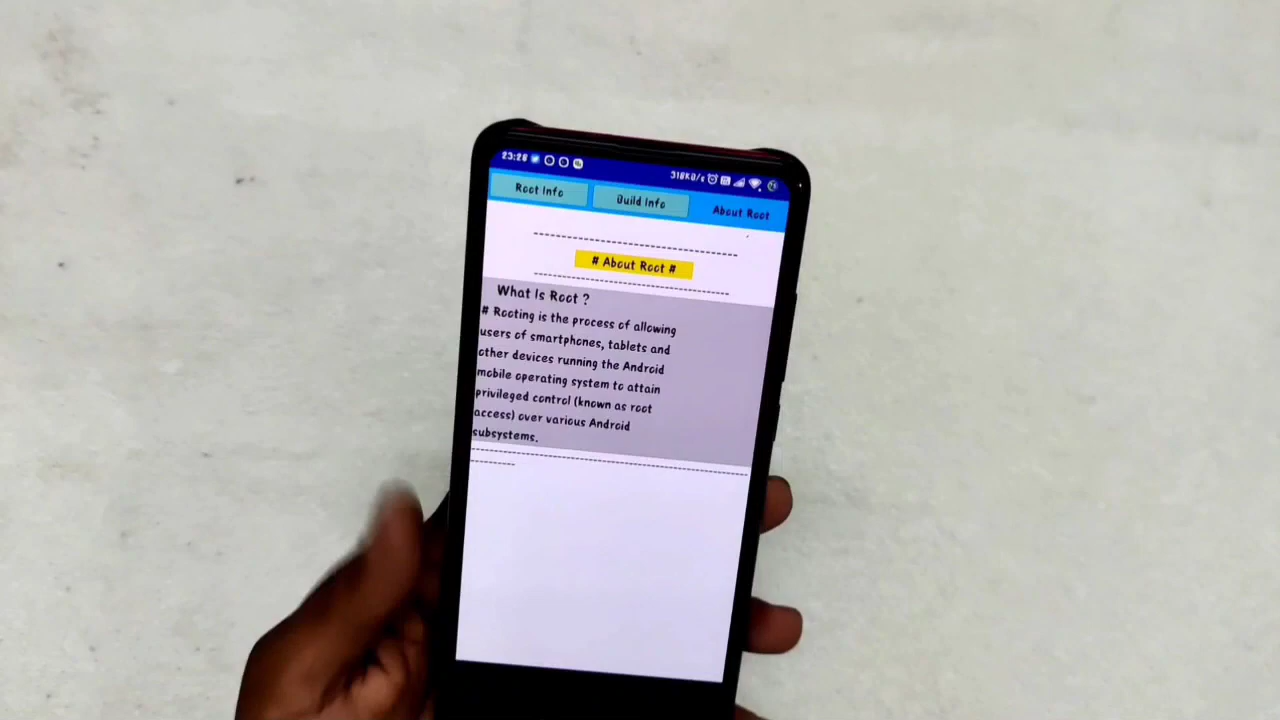 23:28 318KB/s
Root Info Build Info About Root
# About Root #
What Is Root ?
# Rooting is the process of allowing
users of smartphones, tablets and
other devices running the Android
mobile operating system to attain
privileged control (known as root
access) over various Android
subsystems.